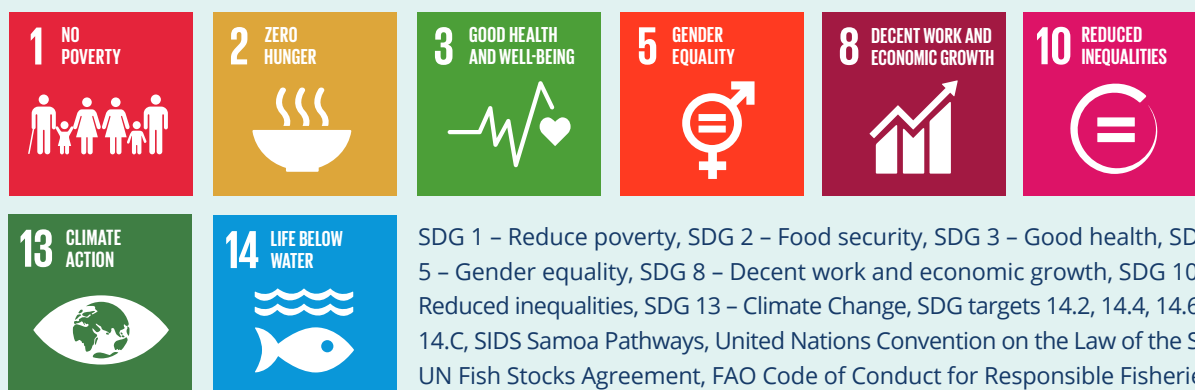 1 NO
POVERTY
2 ZERO
HUNGER
3 GOOD HEALTH
AND WELL-BEING
5 GENDER
EQUALITY
8 DECENT WORK AND
ECONOMIC GROWTH
10 REDUCED
INEQUALITIES
13 CLIMATE
ACTION
14 LIFE BELOW
WATER
SDG 1 – Reduce poverty, SDG 2 – Food security, SDG 3 – Good health,
5 – Gender equality, SDG 8 – Decent work and economic growth, SDG 10
Reduced inequalities, SDG 13 – Climate Change, SDG targets 14.2, 14.4, 14.6
14.C, SIDS Samoa Pathways, United Nations Convention on the Law of the
UN Fish Stocks Agreement, FAO Code of Conduct for Responsible